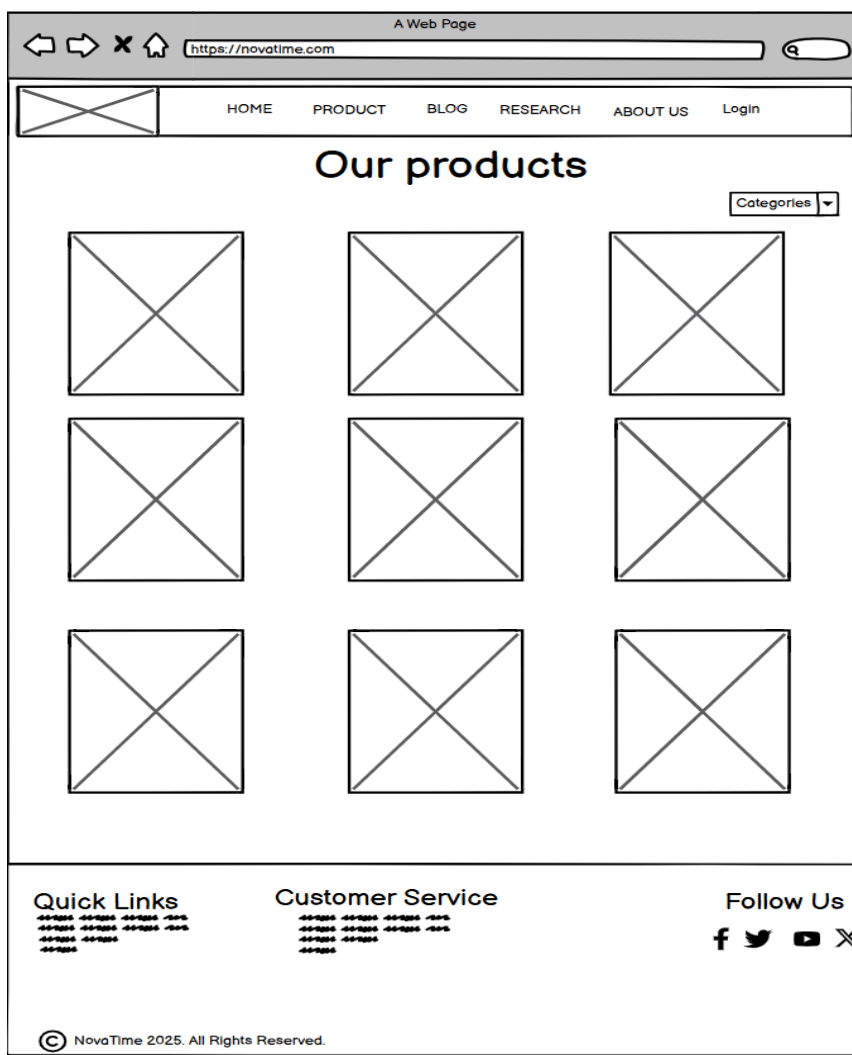 A Web Page
https://novatime.com
HOME PRODUCT BLOG RESEARCH ABOUT US Login
Our products
Categories
Quick Links Customer Service Follow Us
© NovaTime 2025. All Rights Reserved.